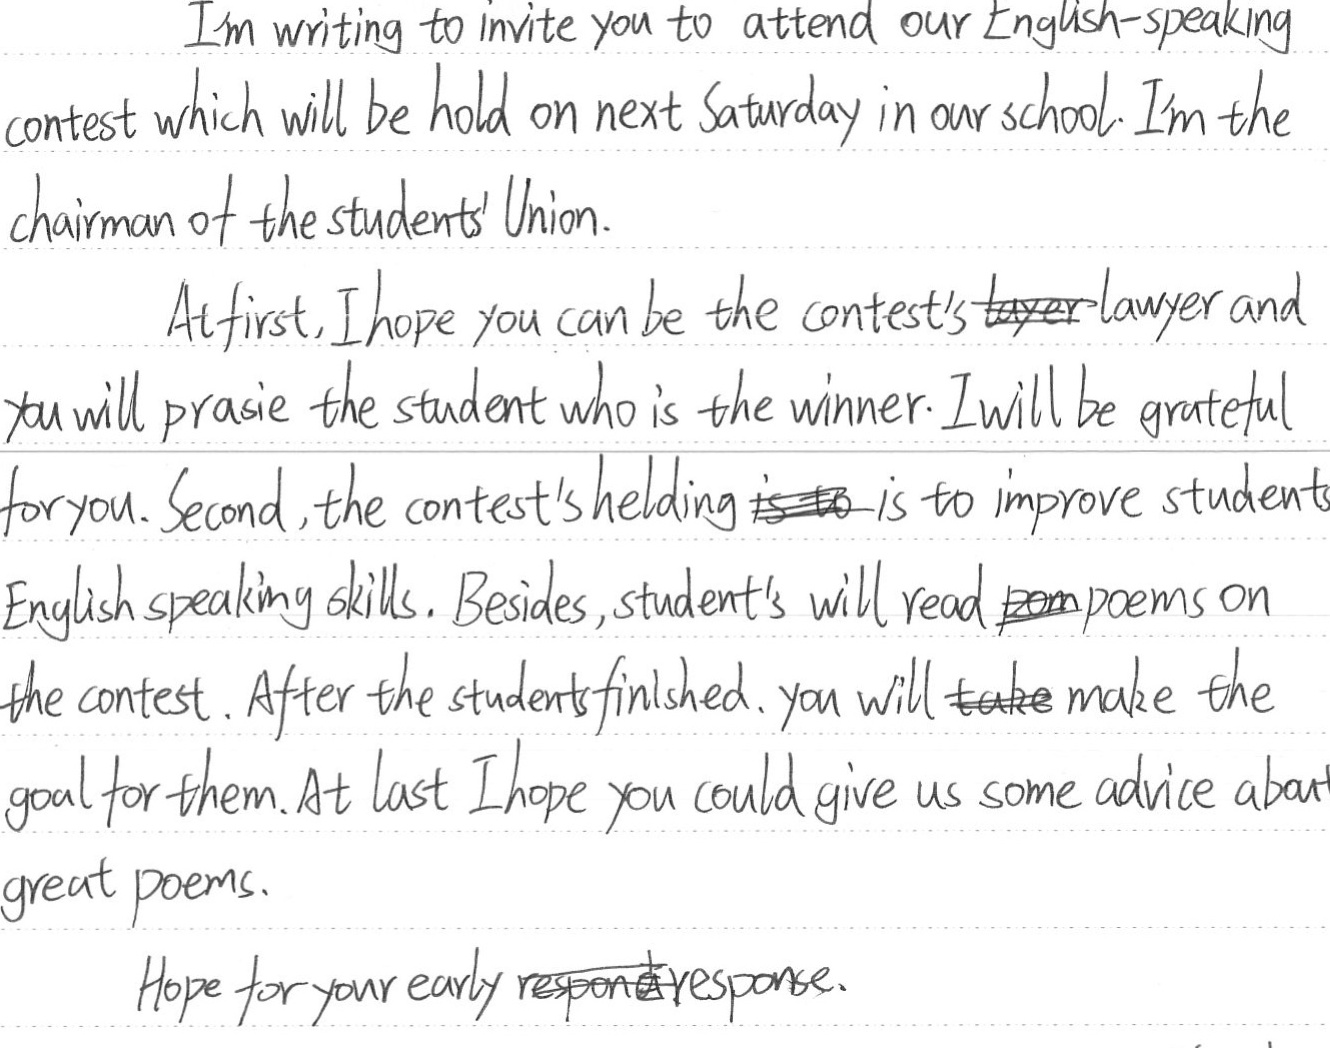 I'm writing to invite you to attend our English-speaking
contest which will be hold on next Saturday in our school. I'm the
chairman of the students' Union.
At first, I hope you can be the contest's layer lawyer and
you will prasie the student who is the winner. I will be grateful
for you. Second, the contest's helding is to is to improve students
English speaking skills. Besides, student's will read pom poems on
the contest. After the students finished. you will take make the
goal for them. At last I hope you could give us some advice about
great poems.
Hope for your early respond response.